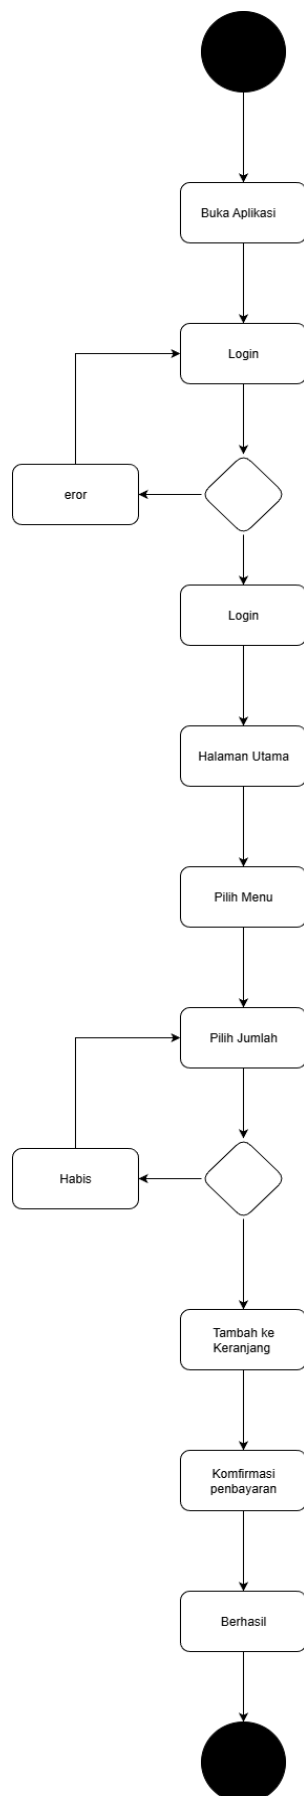 Buka Aplikasi
Login
eror
Login
Halaman Utama
Pilih Menu
Pilih Jumlah
Habis
Tambah ke
Keranjang
Komfirmasi
penbayaran
Berhasil